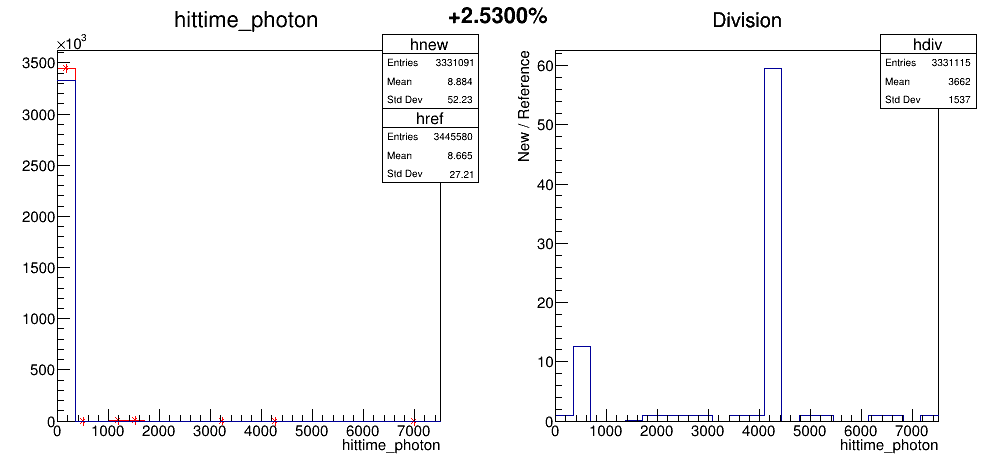 +2.5300%
hittime_photon
×10³
3500
3000
2500
2000
1500
1000
500
0
0 1000 2000 3000 4000 5000 6000 7000
hittime_photon
hnew
Entries 3331091
Mean 8.884
Std Dev 52.23
href
Entries 3445580
Mean 8.665
Std Dev 27.21
Division
New / Reference
60
50
40
30
20
10
0
0 1000 2000 3000 4000 5000 6000 7000
hittime_photon
hdiv
Entries 3331115
Mean 3662
Std Dev 1537